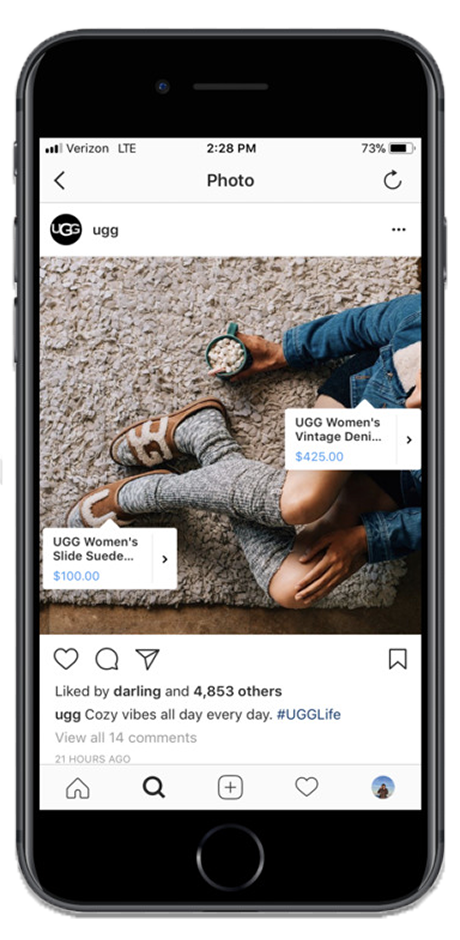 Verizon LTE 2:28 PM 73%
Photo
UGG ugg
UGG Women's
Vintage Deni...
$425.00
UGG Women's
Slide Suede...
$100.00
Liked by darling and 4,853 others
ugg Cozy vibes all day every day. #UGGLife
View all 14 comments
21 HOURS AGO